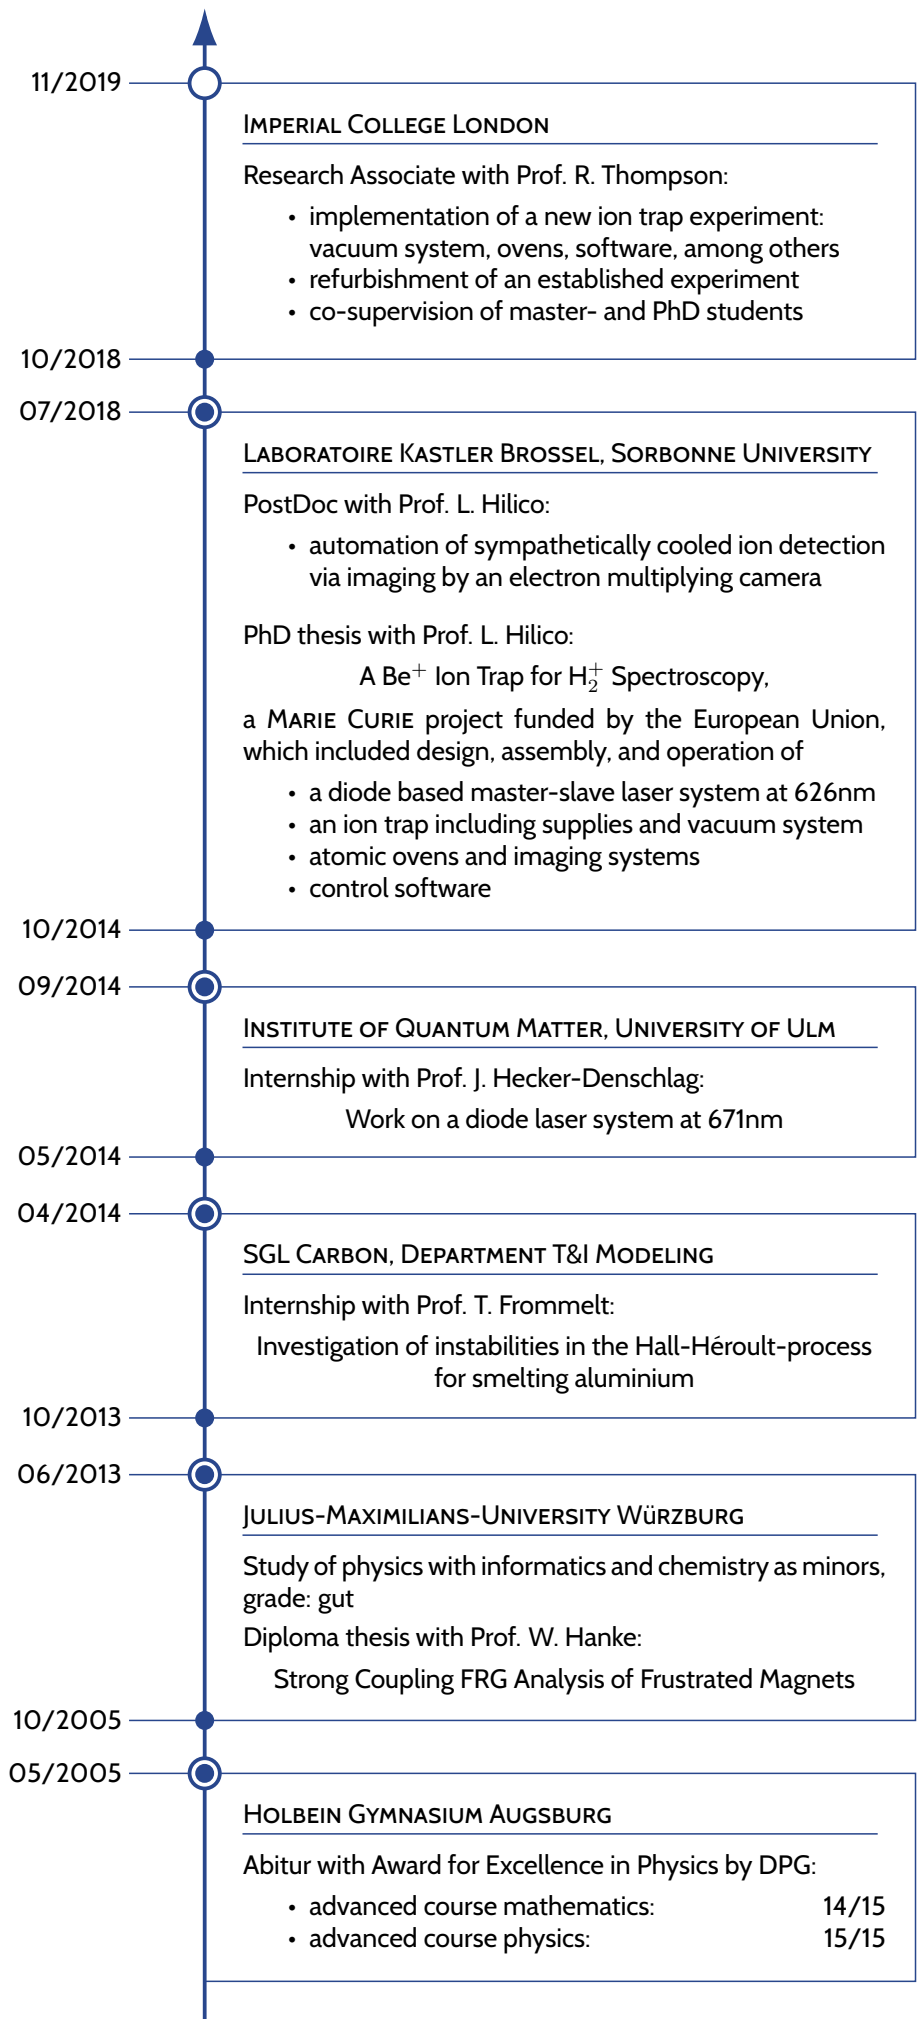 11/2019
IMPERIAL COLLEGE LONDON
Research Associate with Prof. R. Thompson:
• implementation of a new ion trap experiment:
vacuum system, ovens, software, among others
• refurbishment of an established experiment
• co-supervision of master- and PhD students
10/2018
07/2018
LABORATOIRE KASTLER BROSSEL, SORBONNE UNIVERSITY
PostDoc with Prof. L. Hilico:
• automation of sympathetically cooled ion detection
via imaging by an electron multiplying camera
PhD thesis with Prof. L. Hilico:
A Be⁺ Ion Trap for H₂⁺ Spectroscopy,
a MARIE CURIE project funded by the European Union,
which included design, assembly, and operation of
• a diode based master-slave laser system at 626nm
• an ion trap including supplies and vacuum system
• atomic ovens and imaging systems
• control software
10/2014
09/2014
INSTITUTE OF QUANTUM MATTER, UNIVERSITY OF ULM
Internship with Prof. J. Hecker-Denschlag:
Work on a diode laser system at 671nm
05/2014
04/2014
SGL CARBON, DEPARTMENT T&I MODELING
Internship with Prof. T. Frommelt:
Investigation of instabilities in the Hall-Héroult-process
for smelting aluminium
10/2013
06/2013
JULIUS-MAXIMILIANS-UNIVERSITY WÜRZBURG
Study of physics with informatics and chemistry as minors,
grade: gut
Diploma thesis with Prof. W. Hanke:
Strong Coupling FRG Analysis of Frustrated Magnets
10/2005
05/2005
HOLBEIN GYMNASIUM AUGSBURG
Abitur with Award for Excellence in Physics by DPG:
• advanced course mathematics: 14/15
• advanced course physics: 15/15